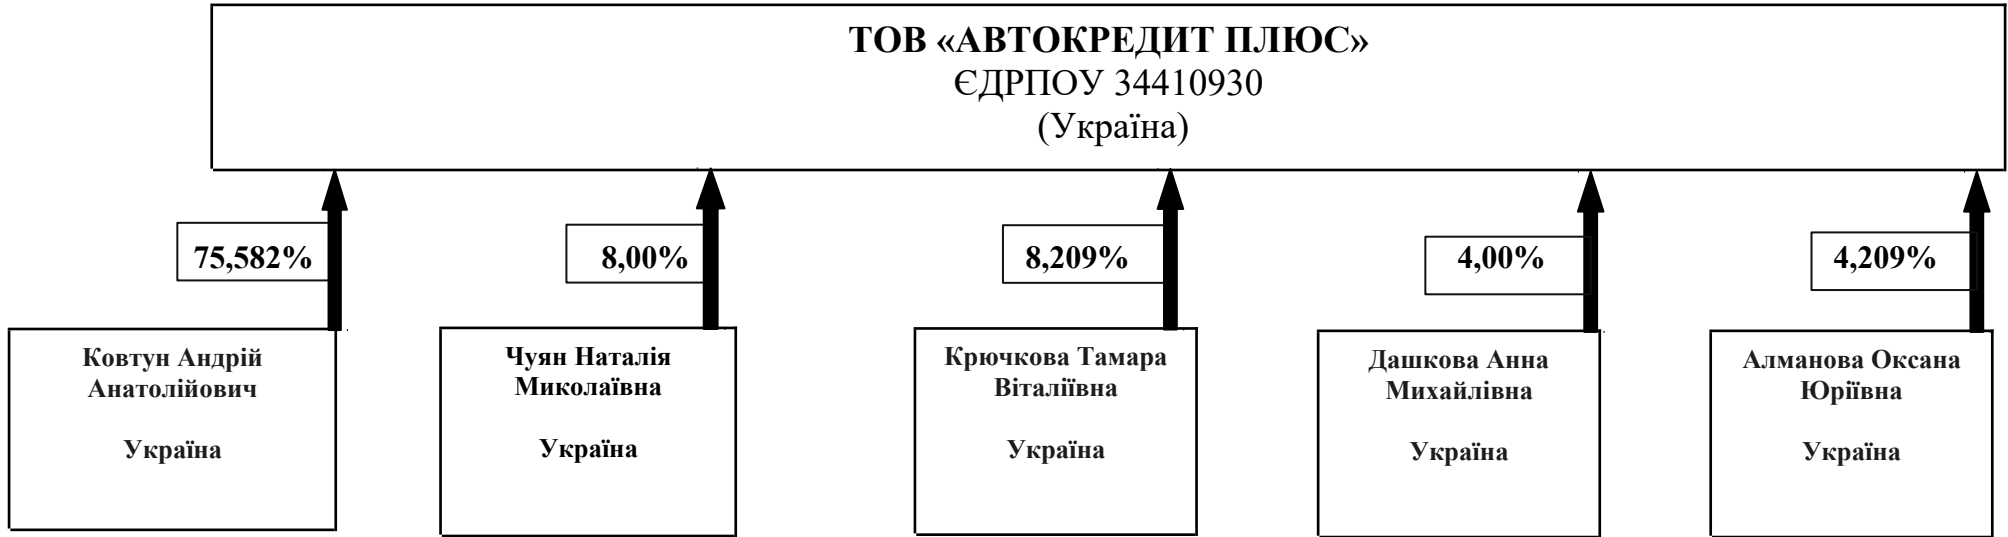 ТОВ «АВТОКРЕДИТ ПЛЮС»
ЄДРПОУ 34410930
(Україна)
75,582%
8,00%
8,209%
4,00%
4,209%
Ковтун Андрій
Анатолійович
Україна
Чуян Наталія
Миколаївна
Україна
Крючкова Тамара
Віталіївна
Україна
Дашкова Анна
Михайлівна
Україна
Алманова Оксана
Юріївна
Україна